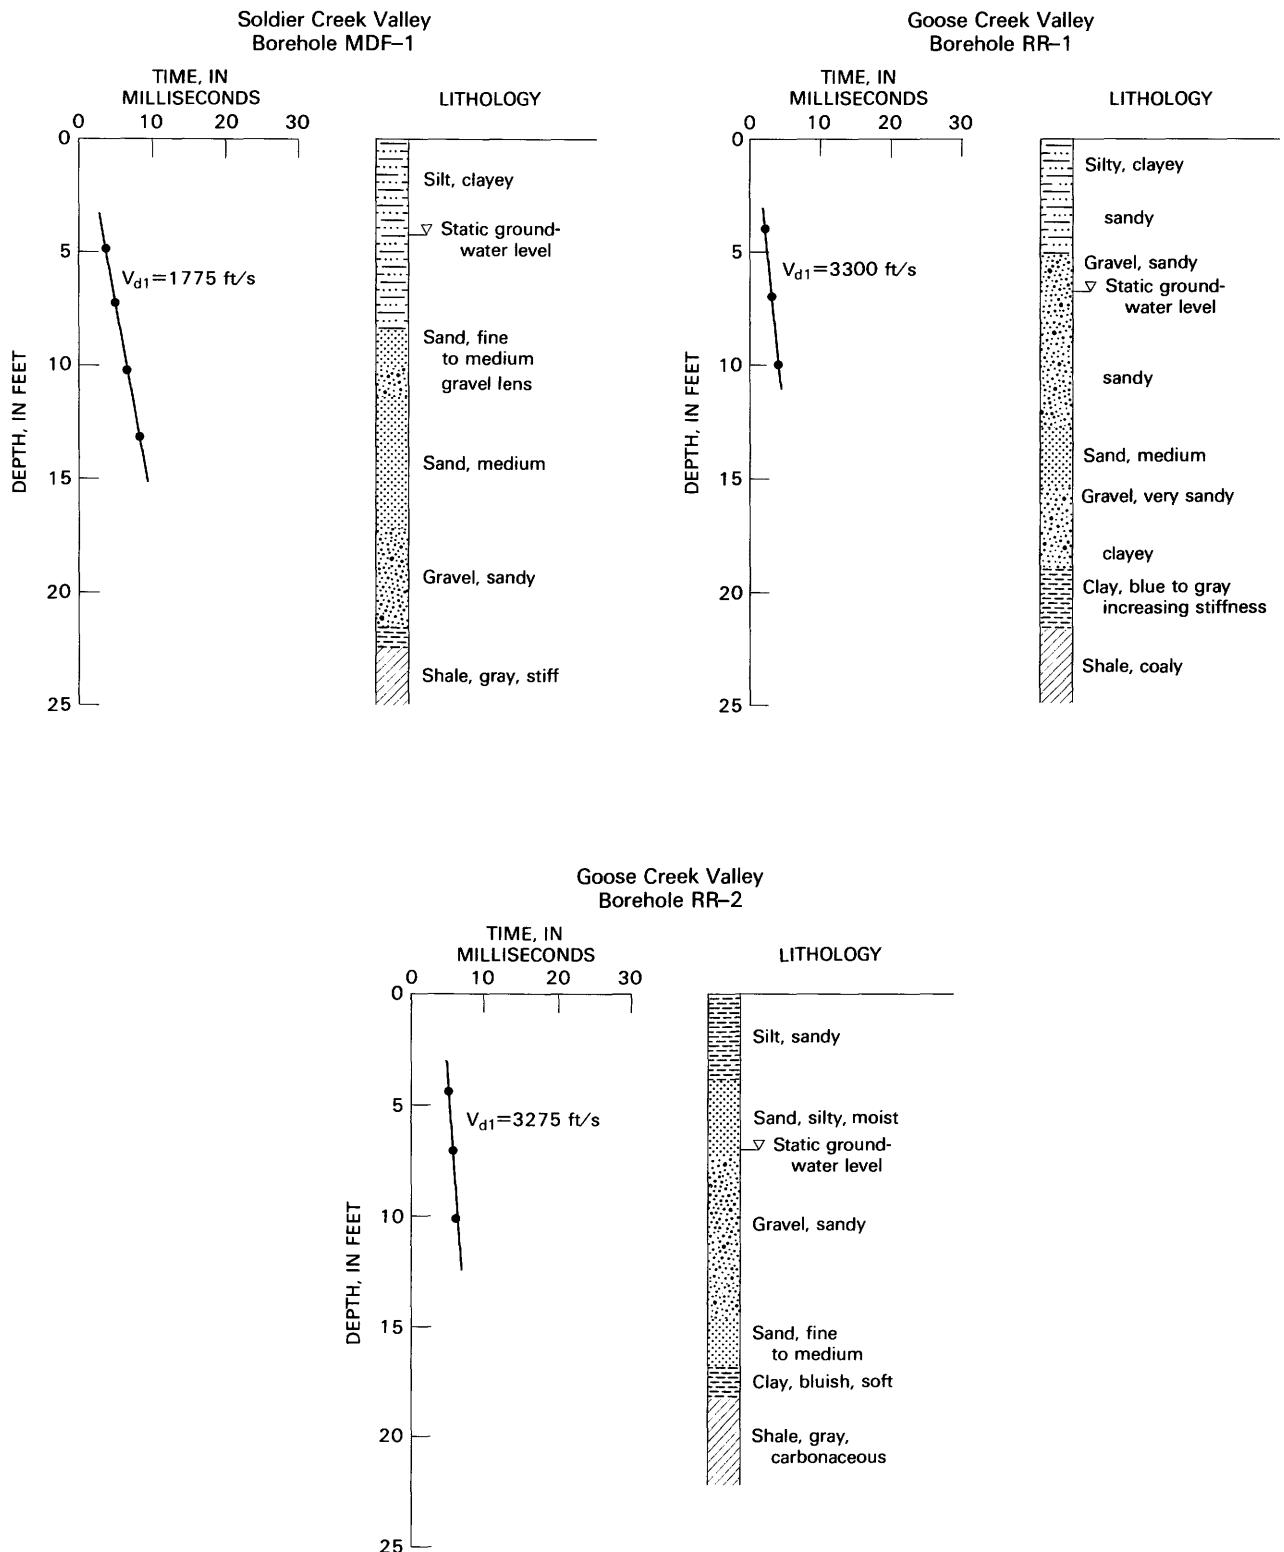 Soldier Creek Valley
Borehole MDF–1
TIME, IN
MILLISECONDS
LITHOLOGY
0 10 20 30
0
5
10
15
20
25
DEPTH, IN FEET
Vd1=1775 ft/s
Silt, clayey
Static ground-
water level
Sand, fine
to medium
gravel lens
Sand, medium
Gravel, sandy
Shale, gray, stiff
Goose Creek Valley
Borehole RR–1
TIME, IN
MILLISECONDS
LITHOLOGY
0 10 20 30
0
5
10
15
20
25
DEPTH, IN FEET
Vd1=3300 ft/s
Silty, clayey
sandy
Gravel, sandy
Static ground-
water level
sandy
Sand, medium
Gravel, very sandy
clayey
Clay, blue to gray
increasing stiffness
Shale, coaly
Goose Creek Valley
Borehole RR–2
TIME, IN
MILLISECONDS
LITHOLOGY
0 10 20 30
0
5
10
15
20
25
DEPTH, IN FEET
Vd1=3275 ft/s
Silt, sandy
Sand, silty, moist
Static ground-
water level
Gravel, sandy
Sand, fine
to medium
Clay, bluish, soft
Shale, gray,
carbonaceous